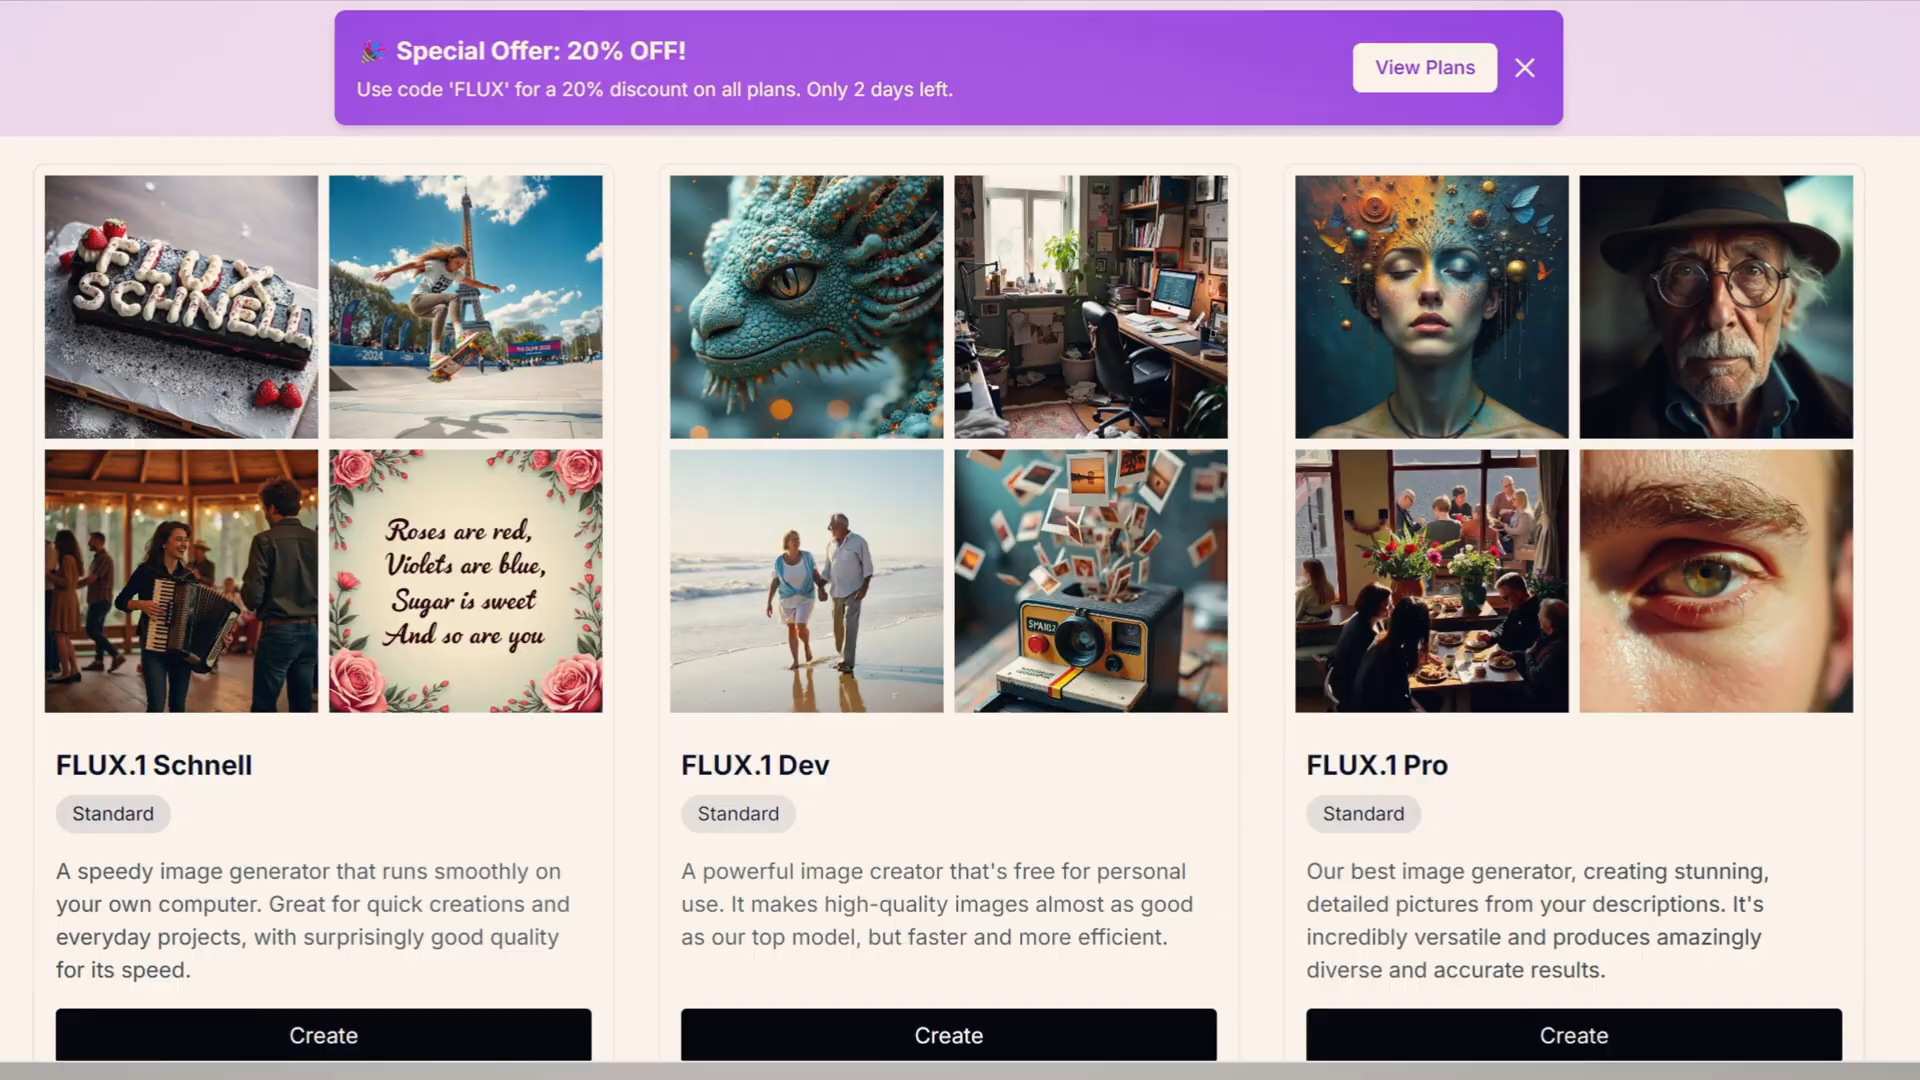 Special Offer: 20% OFF!
Use code 'FLUX' for a 20% discount on all plans. Only 2 days left.
View Plans
FLUX
SCHNELL
2024
Roses are red,
Violets are blue,
Sugar is sweet
And so are you
FLUX.1 Schnell
Standard
A speedy image generator that runs smoothly on
your own computer. Great for quick creations and
everyday projects, with surprisingly good quality
for its speed.
Create
FLUX.1 Dev
Standard
A powerful image creator that's free for personal
use. It makes high-quality images almost as good
as our top model, but faster and more efficient.
Create
FLUX.1 Pro
Standard
Our best image generator, creating stunning,
detailed pictures from your descriptions. It's
incredibly versatile and produces amazingly
diverse and accurate results.
Create